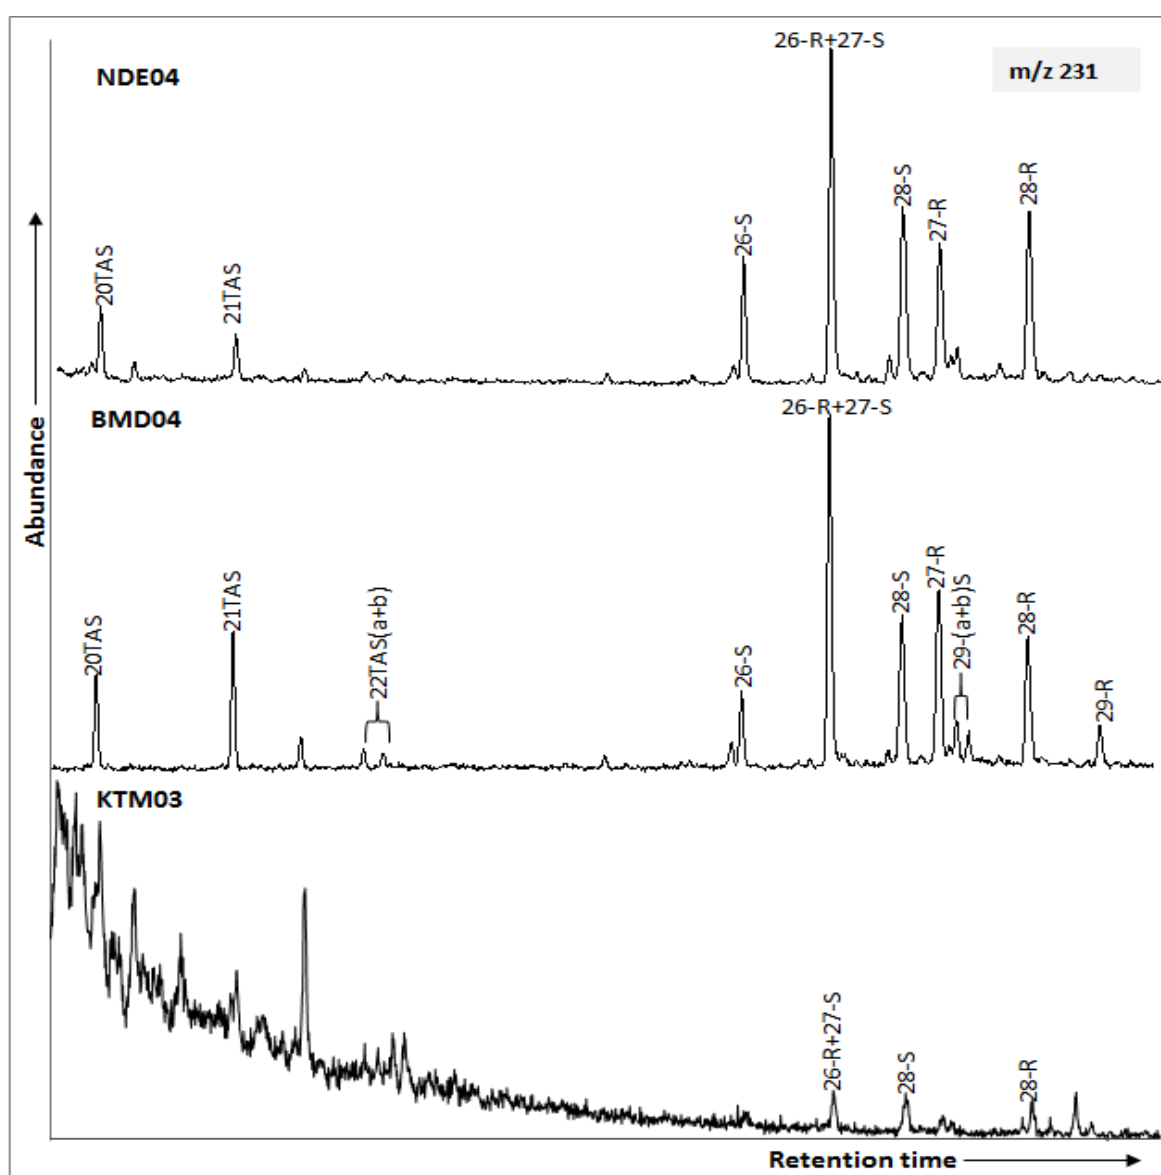 26-R+27-S
NDE04
m/z 231
28-S
28-R
27-R
26-S
20TAS
21TAS
26-R+27-S
BMD04
27-R
29-(a+b)S
28-S
28-R
21TAS
22TAS(a+b)
20TAS
26-S
29-R
KTM03
26-R+27-S
28-S
28-R
Abundance
Retention time